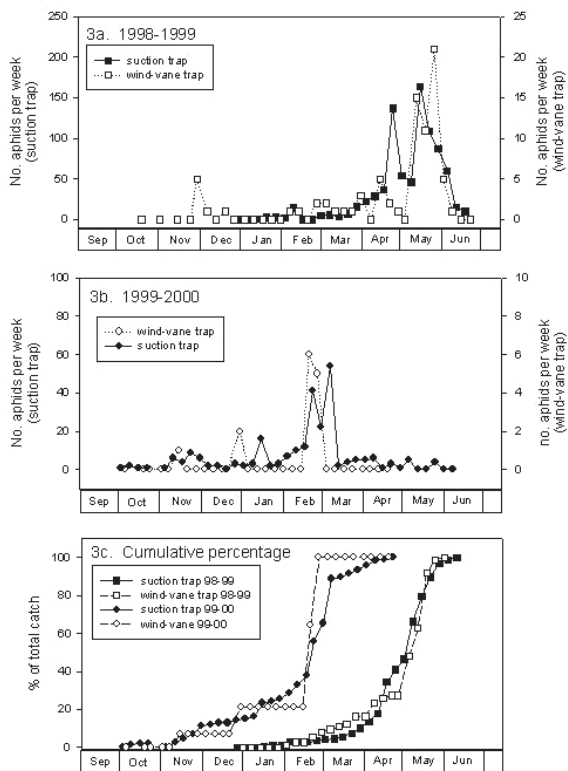 3a. 1998-1999
suction trap
wind-vane trap
No. aphids per week
(suction trap)
250
200
150
100
50
0
25
20
15
10
5
0
No. aphids per week
(wind-vane trap)
Sep Oct Nov Dec Jan Feb Mar Apr May Jun
3b. 1999-2000
wind-vane trap
suction trap
No. aphids per week
(suction trap)
100
80
60
40
20
0
10
8
6
4
2
0
no. aphids per week
(wind-vane trap)
Sep Oct Nov Dec Jan Feb Mar Apr May Jun
3c. Cumulative percentage
suction trap 98-99
wind-vane trap 98-99
suction trap 99-00
wind-vane 99-00
% of total catch
100
80
60
40
20
0
Sep Oct Nov Dec Jan Feb Mar Apr May Jun